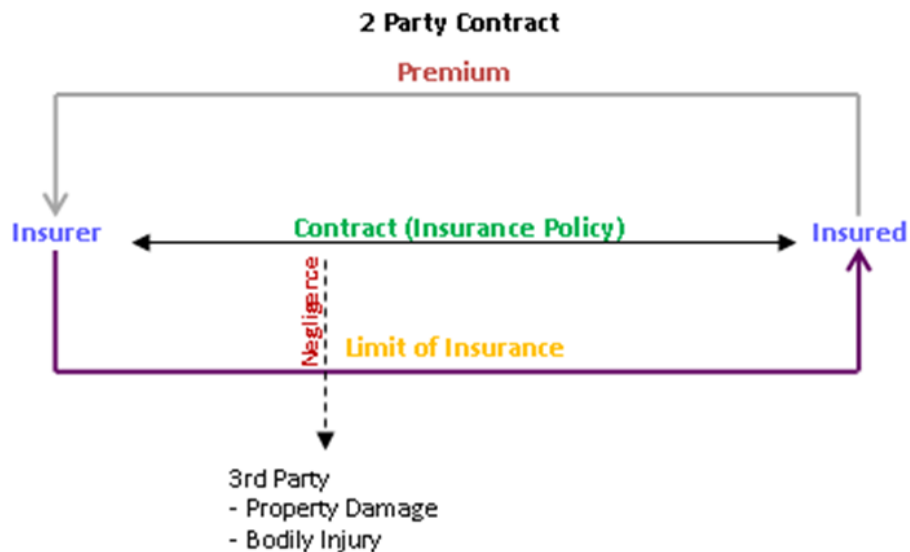 2 Party Contract
Premium
Insurer
Contract (Insurance Policy)
Insured
Negligence
Limit of Insurance
3rd Party
- Property Damage
- Bodily Injury